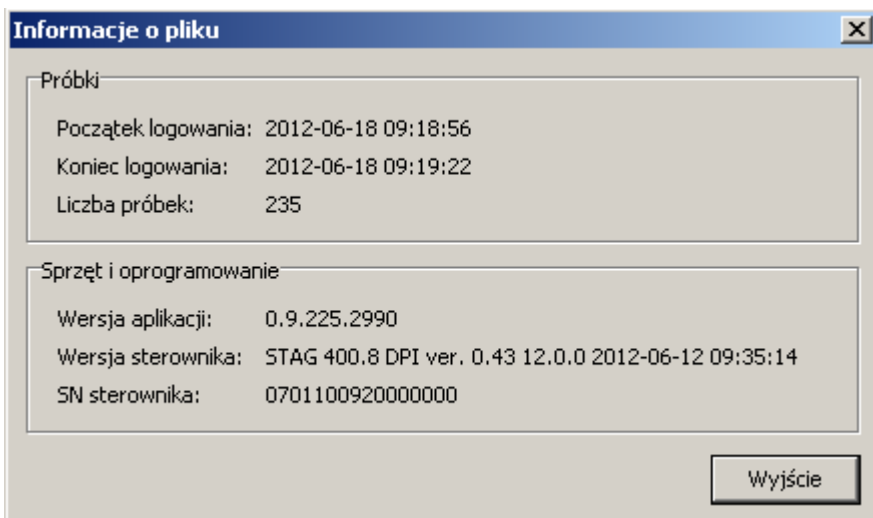 Informacje o pliku
Próbki
Początek logowania: 2012-06-18 09:18:56
Koniec logowania: 2012-06-18 09:19:22
Liczba próbek: 235
Sprzęt i oprogramowanie
Wersja aplikacji: 0.9.225.2990
Wersja sterownika: STAG 400.8 DPI ver. 0.43 12.0.0 2012-06-12 09:35:14
SN sterownika: 0701100920000000
Wyjście